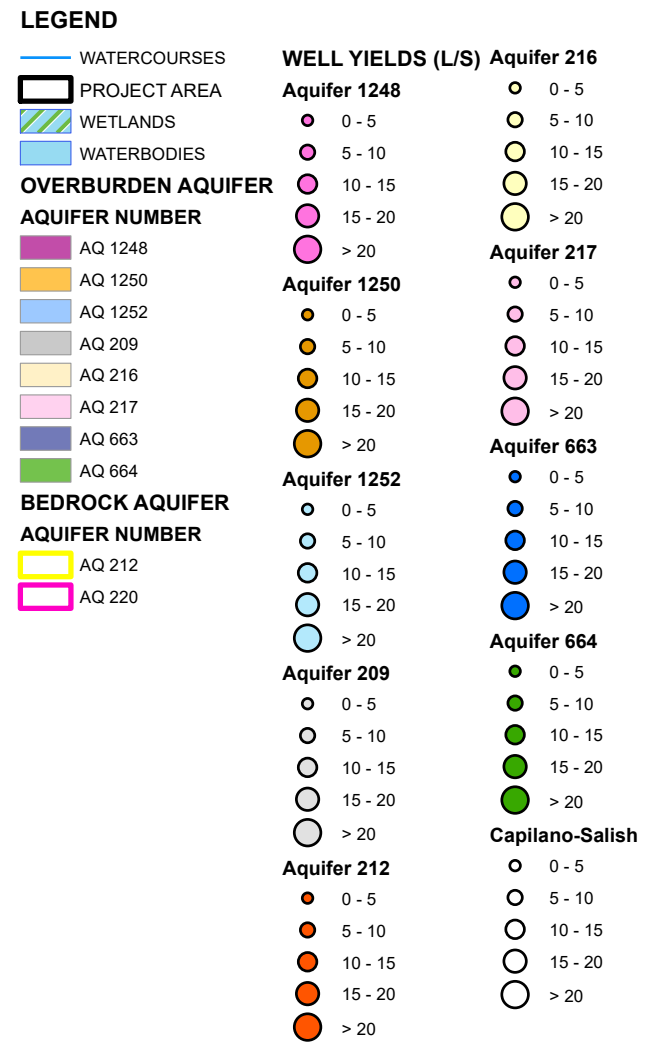 LEGEND
WATERCOURSES
PROJECT AREA
WETLANDS
WATERBODIES
OVERBURDEN AQUIFER
AQUIFER NUMBER
AQ 1248
AQ 1250
AQ 1252
AQ 209
AQ 216
AQ 217
AQ 663
AQ 664
BEDROCK AQUIFER
AQUIFER NUMBER
AQ 212
AQ 220
WELL YIELDS (L/S)
Aquifer 1248
0 - 5
5 - 10
10 - 15
15 - 20
> 20
Aquifer 1250
0 - 5
5 - 10
10 - 15
15 - 20
> 20
Aquifer 1252
0 - 5
5 - 10
10 - 15
15 - 20
> 20
Aquifer 209
0 - 5
5 - 10
10 - 15
15 - 20
> 20
Aquifer 212
0 - 5
5 - 10
10 - 15
15 - 20
> 20
Aquifer 216
0 - 5
5 - 10
10 - 15
15 - 20
> 20
Aquifer 217
0 - 5
5 - 10
10 - 15
15 - 20
> 20
Aquifer 663
0 - 5
5 - 10
10 - 15
15 - 20
> 20
Aquifer 664
0 - 5
5 - 10
10 - 15
15 - 20
> 20
Capilano-Salish
0 - 5
5 - 10
10 - 15
15 - 20
> 20